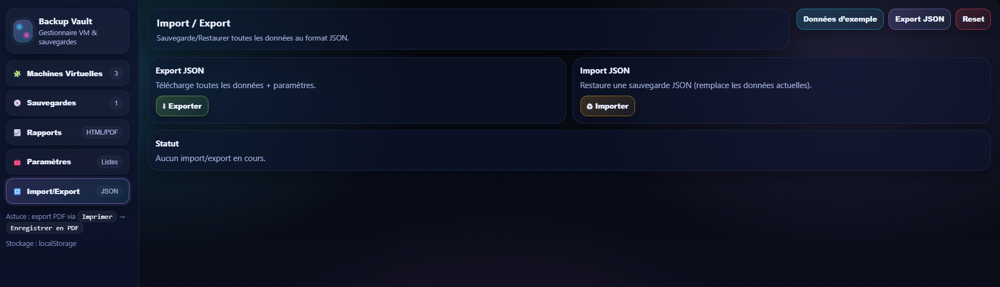 Backup Vault
Gestionnaire VM &
sauvegardes
Machines Virtuelles 3
Sauvegardes 1
Rapports HTML/PDF
Paramètres Listes
Import/Export JSON
Astuce : export PDF via Imprimer →
Enregistrer en PDF
Stockage : localStorage
Import / Export
Sauvegarde/Restaurer toutes les données au format JSON.
Données d’exemple
Export JSON
Reset
Export JSON
Télécharge toutes les données + paramètres.
⬇ Exporter
Import JSON
Restaure une sauvegarde JSON (remplace les données actuelles).
Importer
Statut
Aucun import/export en cours.